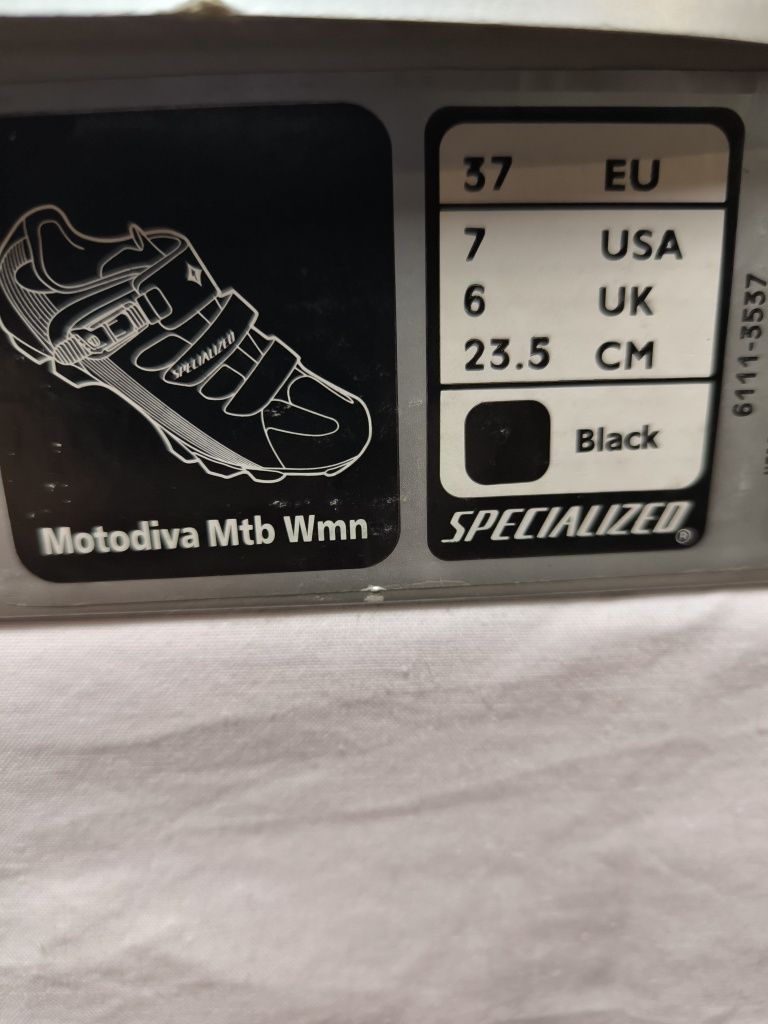 SPECIALIZED
Motodiva Mtb Wmn
37 EU
7 USA
6 UK
23.5 CM
Black
SPECIALIZED®
6111-3537